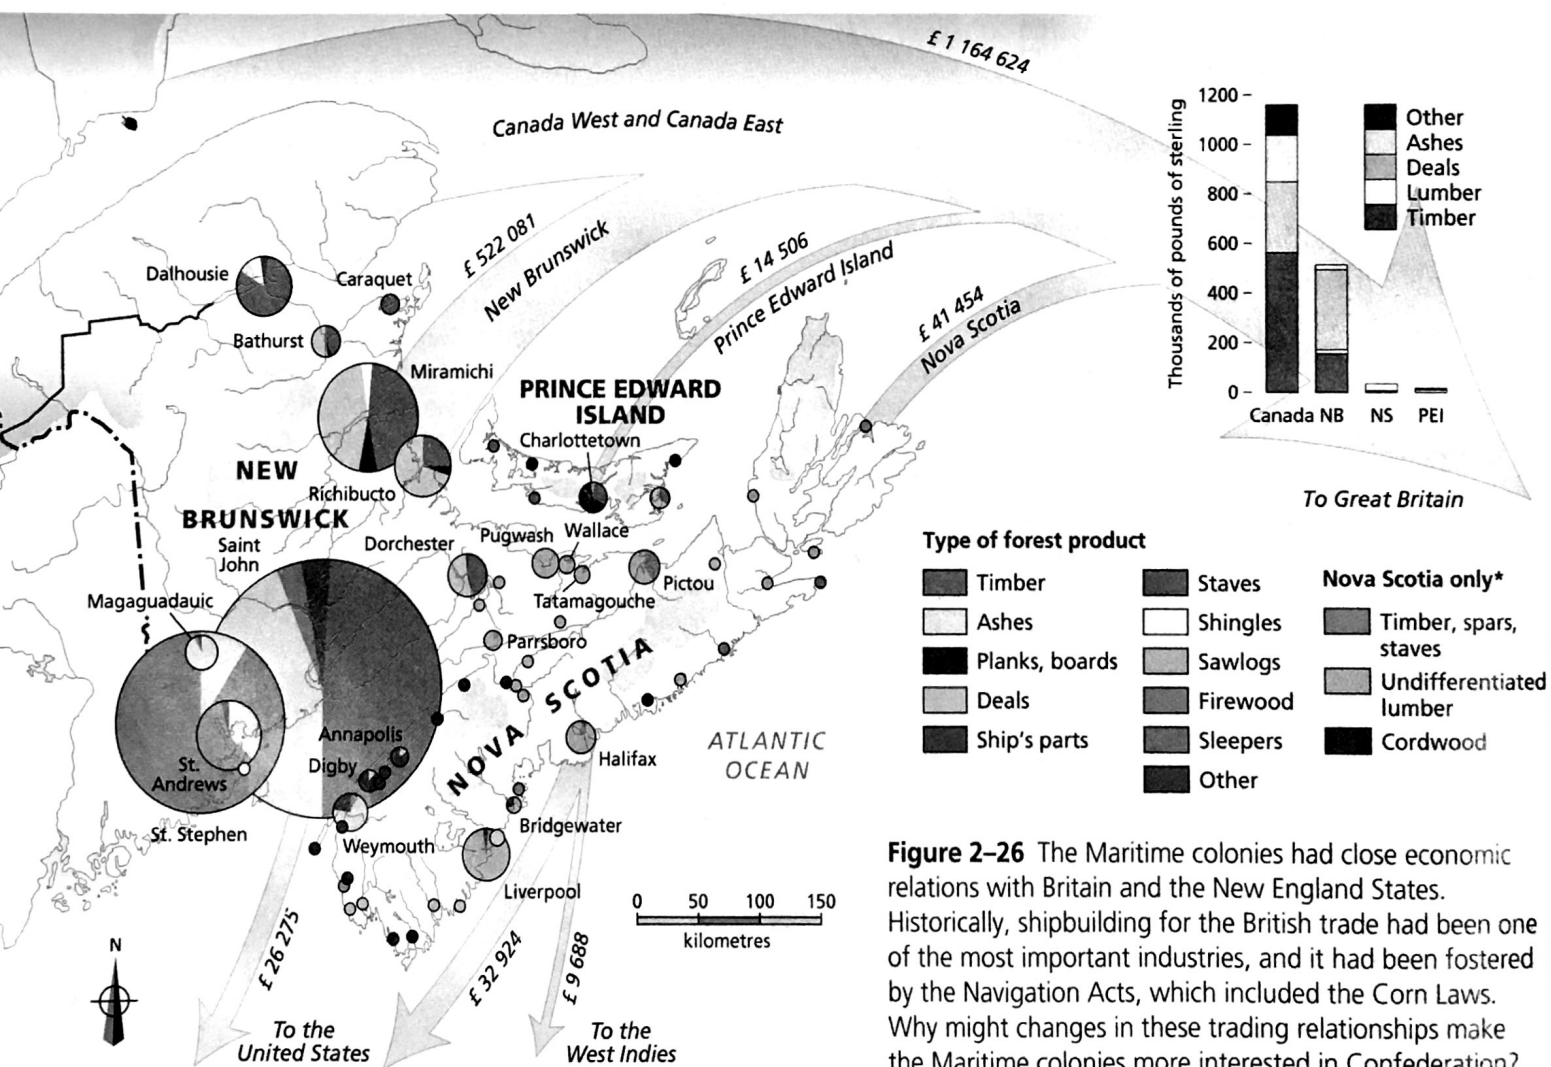 £ 1 164 624
Canada West and Canada East
£ 522 081
New Brunswick
£ 14 506
Prince Edward Island
£ 41 454
Nova Scotia
Dalhousie
Caraquet
Bathurst
Miramichi
PRINCE EDWARD
ISLAND
Charlottetown
NEW
BRUNSWICK
Richibucto
Saint
John
Dorchester
Pugwash
Wallace
Magaguadauic
Tatamagouche
Pictou
Parrsboro
NOVA SCOTIA
Annapolis
Digby
St.
Andrews
St. Stephen
Weymouth
Halifax
ATLANTIC
OCEAN
Bridgewater
Liverpool
£ 26 275
£ 32 924
£ 9 688
N
To the
United States
To the
West Indies
0 50 100 150
kilometres
Thousands of pounds of sterling
1200
1000
800
600
400
200
0
Canada NB NS PEI
Other
Ashes
Deals
Lumber
Timber
To Great Britain
Type of forest product
Timber
Ashes
Planks, boards
Deals
Ship's parts
Staves
Shingles
Sawlogs
Firewood
Sleepers
Other
Nova Scotia only*
Timber, spars,
staves
Undifferentiated
lumber
Cordwood
Figure 2–26 The Maritime colonies had close economic
relations with Britain and the New England States.
Historically, shipbuilding for the British trade had been one
of the most important industries, and it had been fostered
by the Navigation Acts, which included the Corn Laws.
Why might changes in these trading relationships make
the Maritime colonies more interested in Confederation?